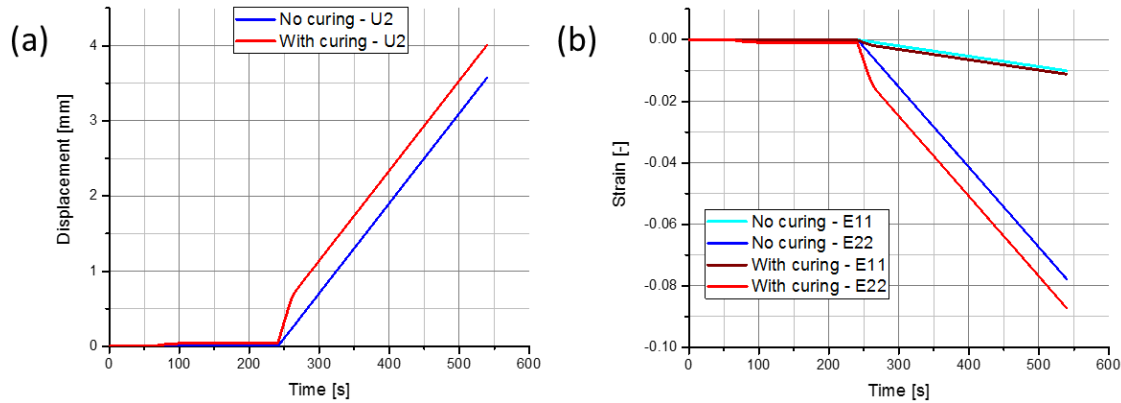 (a)
No curing - U2
With curing - U2
Displacement [mm]
4
3
2
1
0
0 100 200 300 400 500 600
Time [s]
(b)
Strain [-]
0.00
-0.02
-0.04
-0.06
-0.08
-0.10
No curing - E11
No curing - E22
With curing - E11
With curing - E22
0 100 200 300 400 500 600
Time [s]